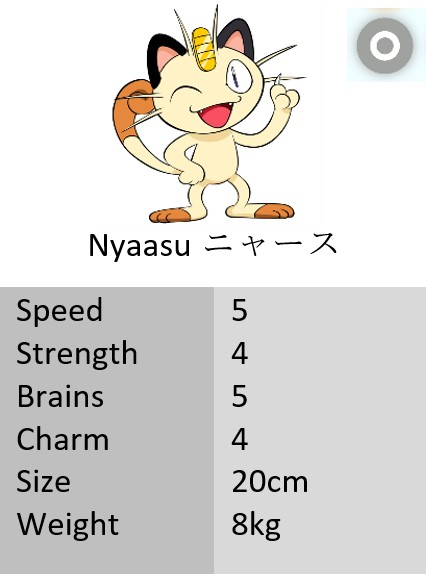 Nyaasu ニャース
Speed 5
Strength 4
Brains 5
Charm 4
Size 20cm
Weight 8kg